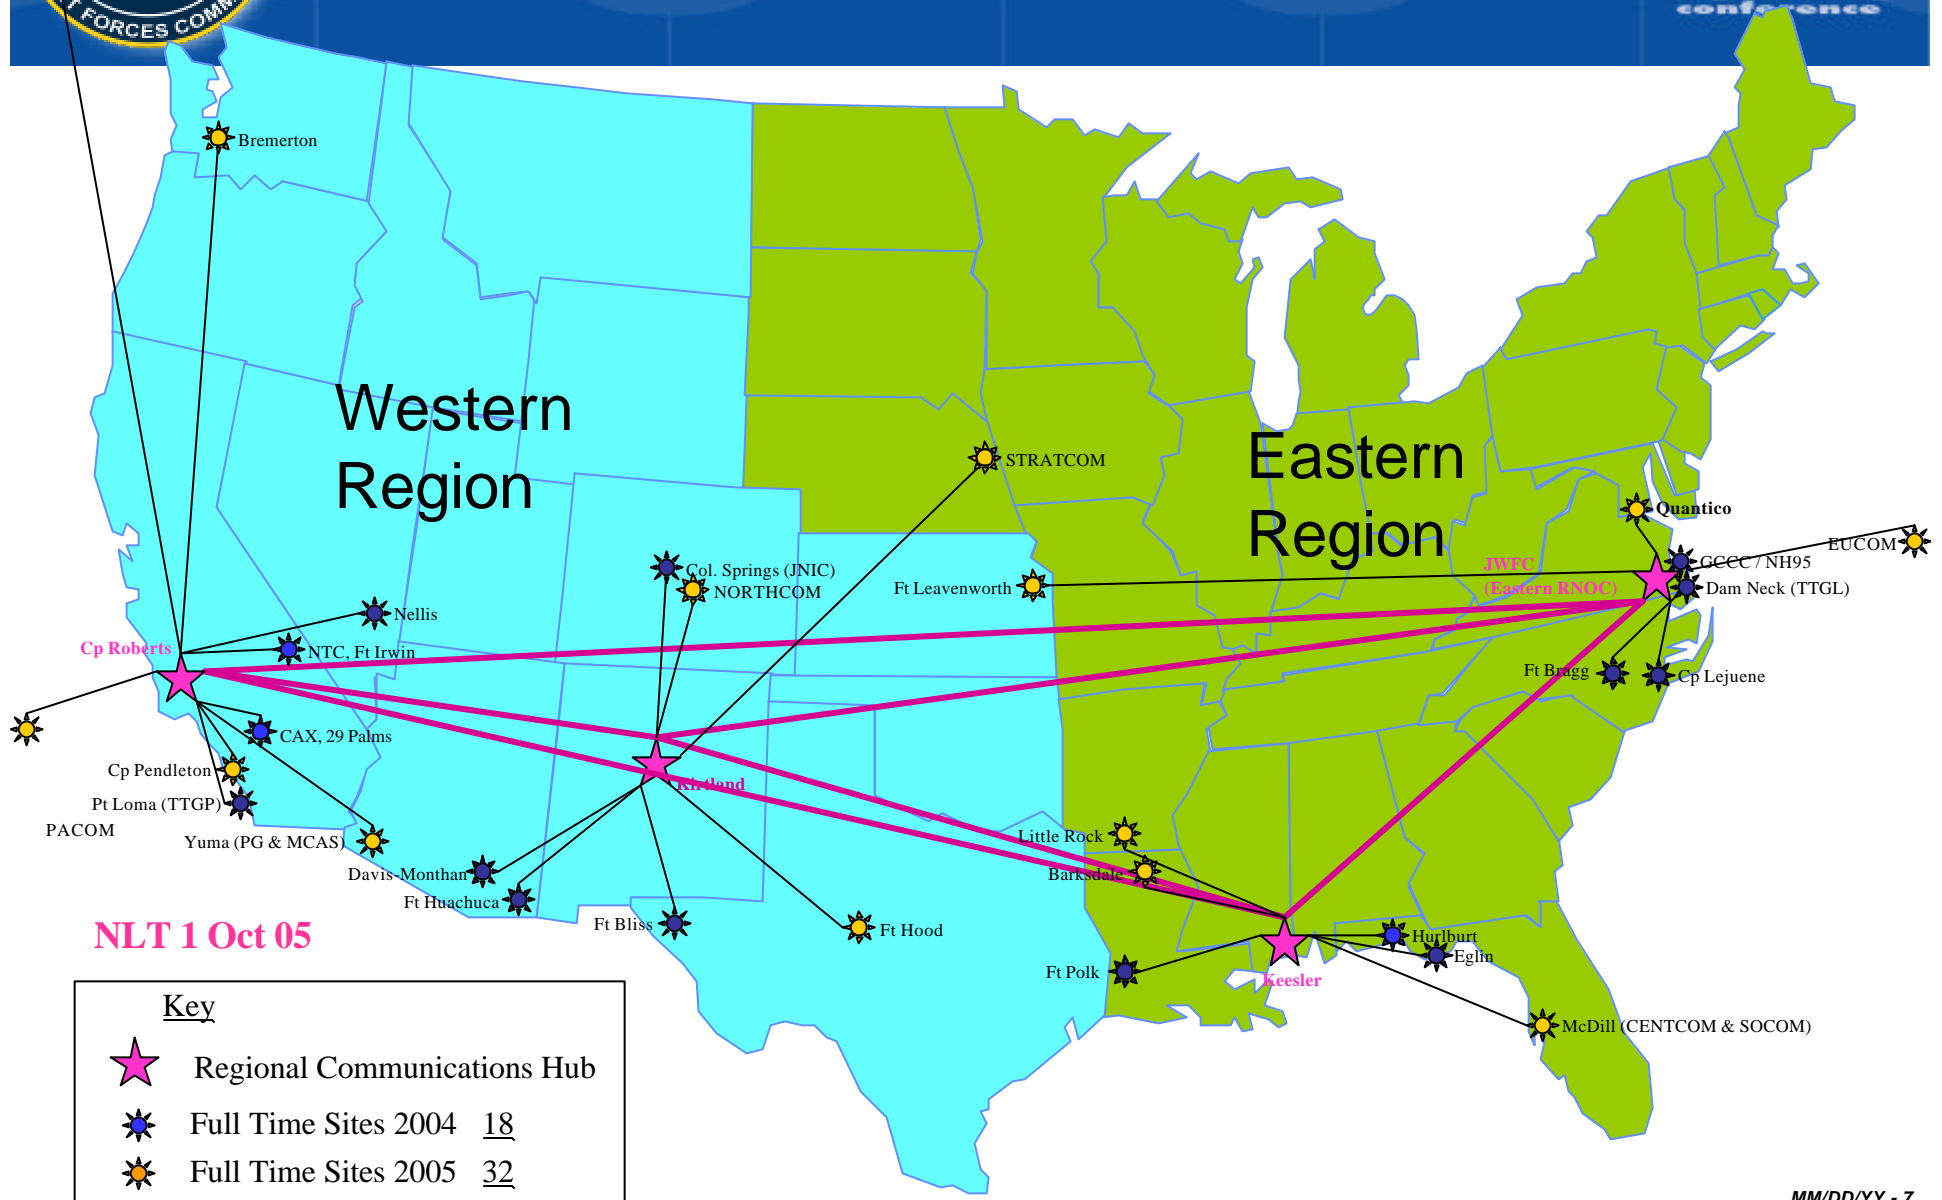 T FORCES COMM
conference
Bremerton
Western
Region
Eastern
Region
STRATCOM
Quantico
EUCOM
Col. Springs (JNIC)
NORTHCOM
Ft Leavenworth
JWFC
(Eastern RNOC)
GCCC / NH95
Dam Neck (TTGL)
Nellis
Cp Roberts
NTC, Ft Irwin
Ft Bragg
Cp Lejuene
CAX, 29 Palms
Cp Pendleton
Kirtland
Pt Loma (TTGP)
PACOM
Yuma (PG & MCAS)
Little Rock
Davis-Monthan
Barksdale
Ft Huachuca
Ft Bliss
Ft Hood
NLT 1 Oct 05
Hurlburt
Eglin
Ft Polk
Keesler
McDill (CENTCOM & SOCOM)
Key
Regional Communications Hub
Full Time Sites 2004 18
Full Time Sites 2005 32
MM/DD/YY - 7